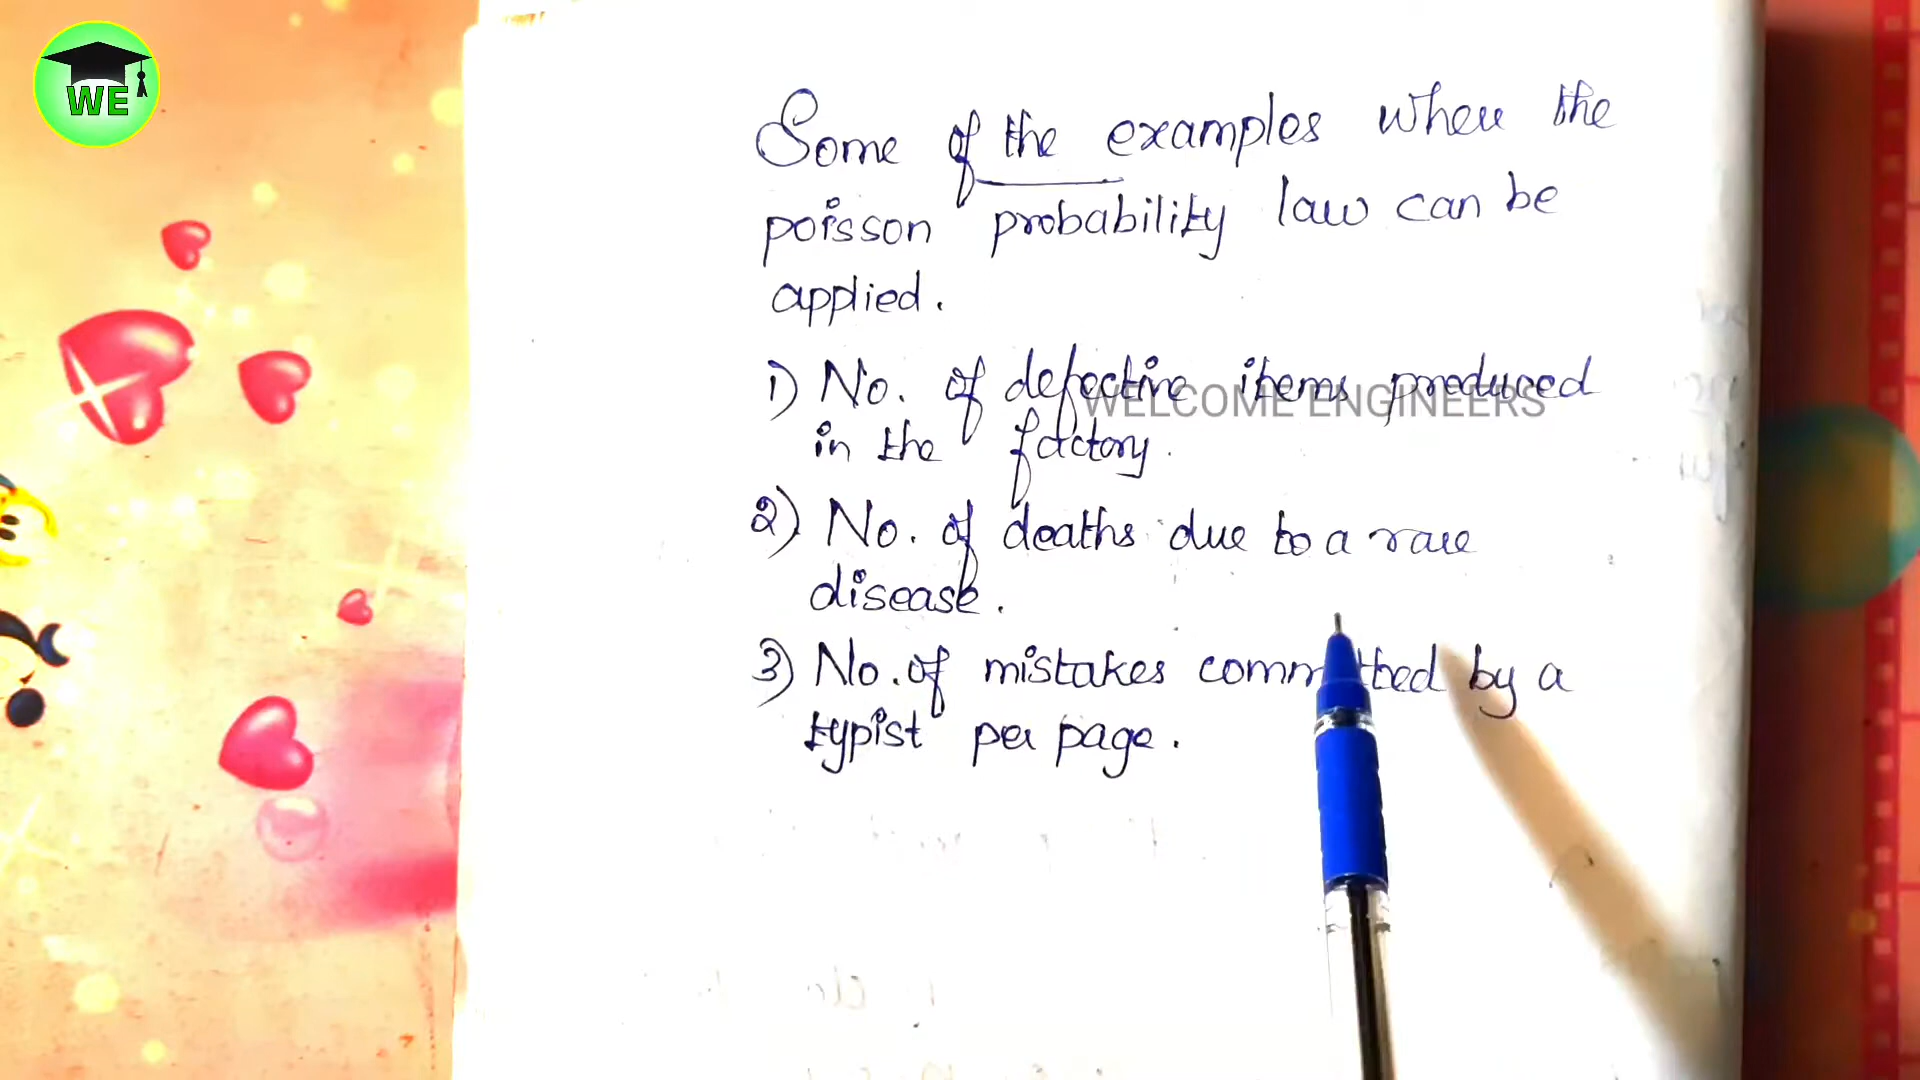 WE
Some of the examples where the
poisson probability law can be
applied.
1) No. of defective items produced
WELCOME ENGINEERS
in the factory.
2) No. of deaths due to a rare
disease.
3) No. of mistakes committed by a
typist per page.